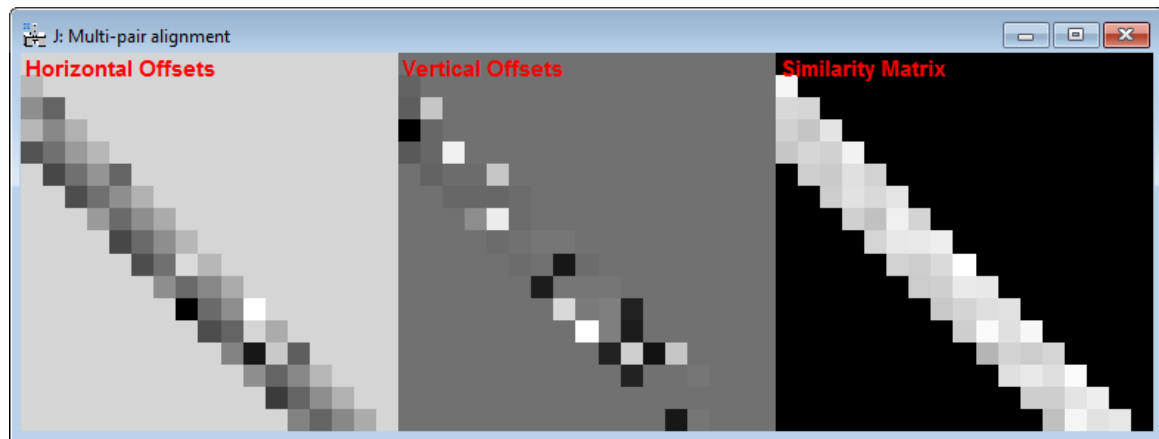 J: Multi-pair alignment
Horizontal Offsets
Vertical Offsets
Similarity Matrix